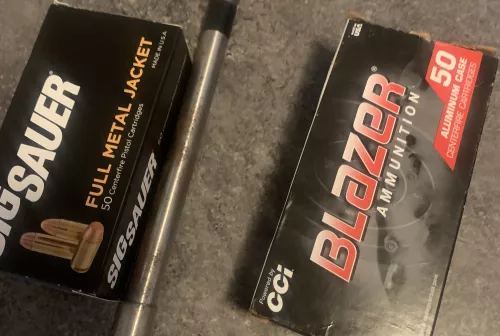 SIG SAUER
FULL METAL JACKET
50 Centerfire Pistol Cartridges
MADE IN U.S.A.
SIG SAUER
BLAZER
AMMUNITION
50
ALUMINUM CASE
CENTERFIRE CARTRIDGES
Powered by
CCI
USA